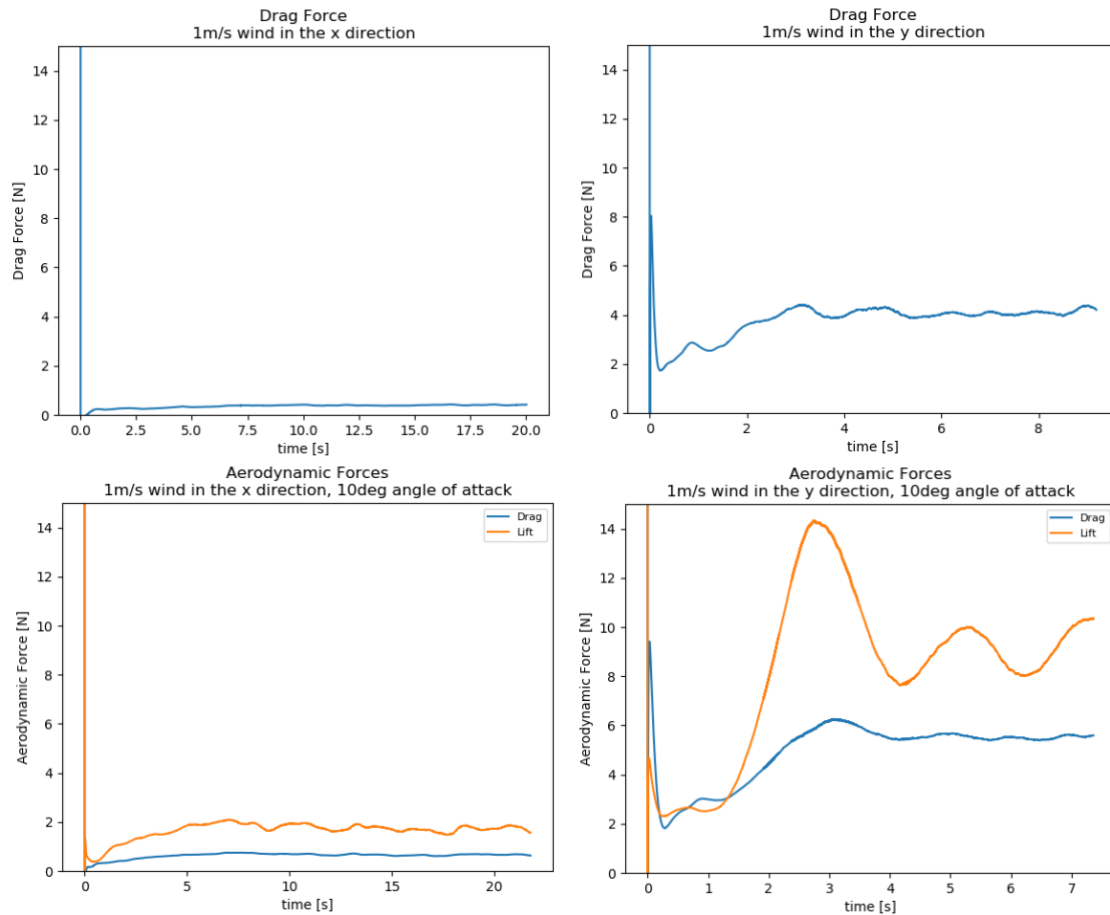 Drag Force
1m/s wind in the x direction
Drag Force [N]
14
12
10
8
6
4
2
0
0.0 2.5 5.0 7.5 10.0 12.5 15.0 17.5 20.0
time [s]
Drag Force
1m/s wind in the y direction
Drag Force [N]
14
12
10
8
6
4
2
0
0 2 4 6 8
time [s]
Aerodynamic Forces
1m/s wind in the x direction, 10deg angle of attack
Drag
Lift
Aerodynamic Force [N]
14
12
10
8
6
4
2
0
0 5 10 15 20
time [s]
Aerodynamic Forces
1m/s wind in the y direction, 10deg angle of attack
Drag
Lift
Aerodynamic Force [N]
14
12
10
8
6
4
2
0
0 1 2 3 4 5 6 7
time [s]